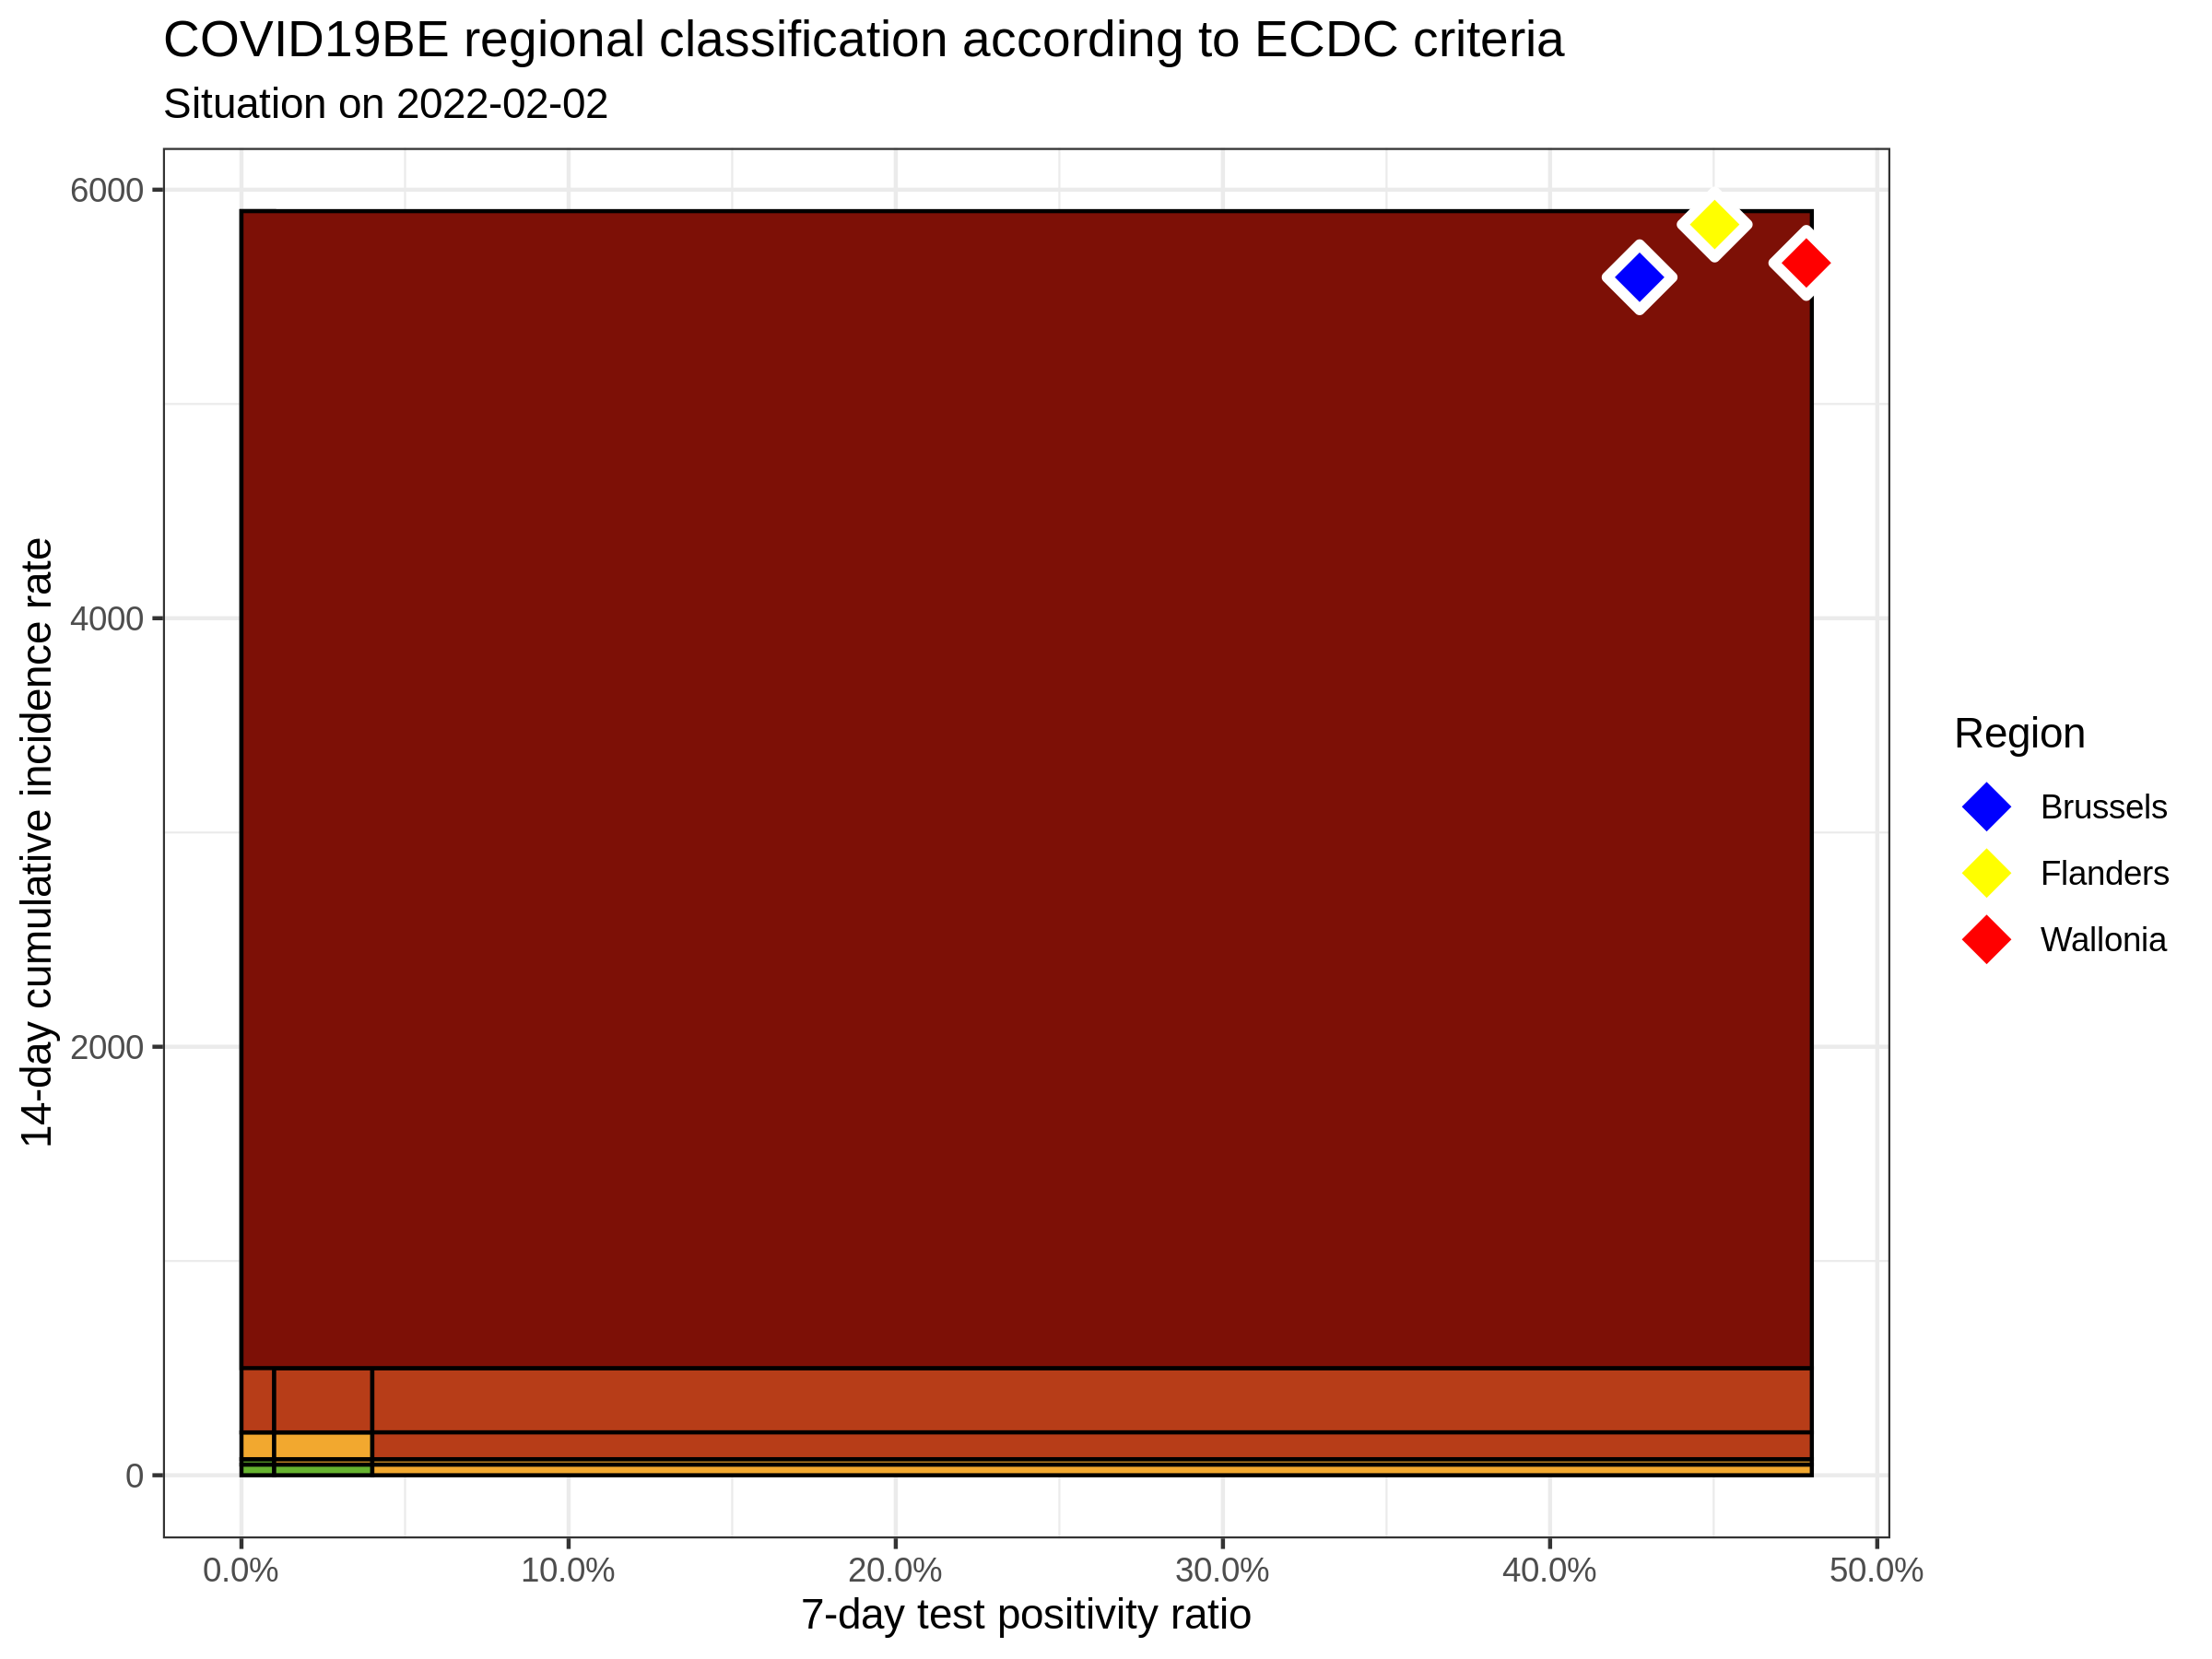 COVID19BE regional classification according to ECDC criteria
Situation on 2022-02-02
14-day cumulative incidence rate
6000
4000
2000
0
0.0%
10.0%
20.0%
30.0%
40.0%
50.0%
7-day test positivity ratio
Region
Brussels
Flanders
Wallonia